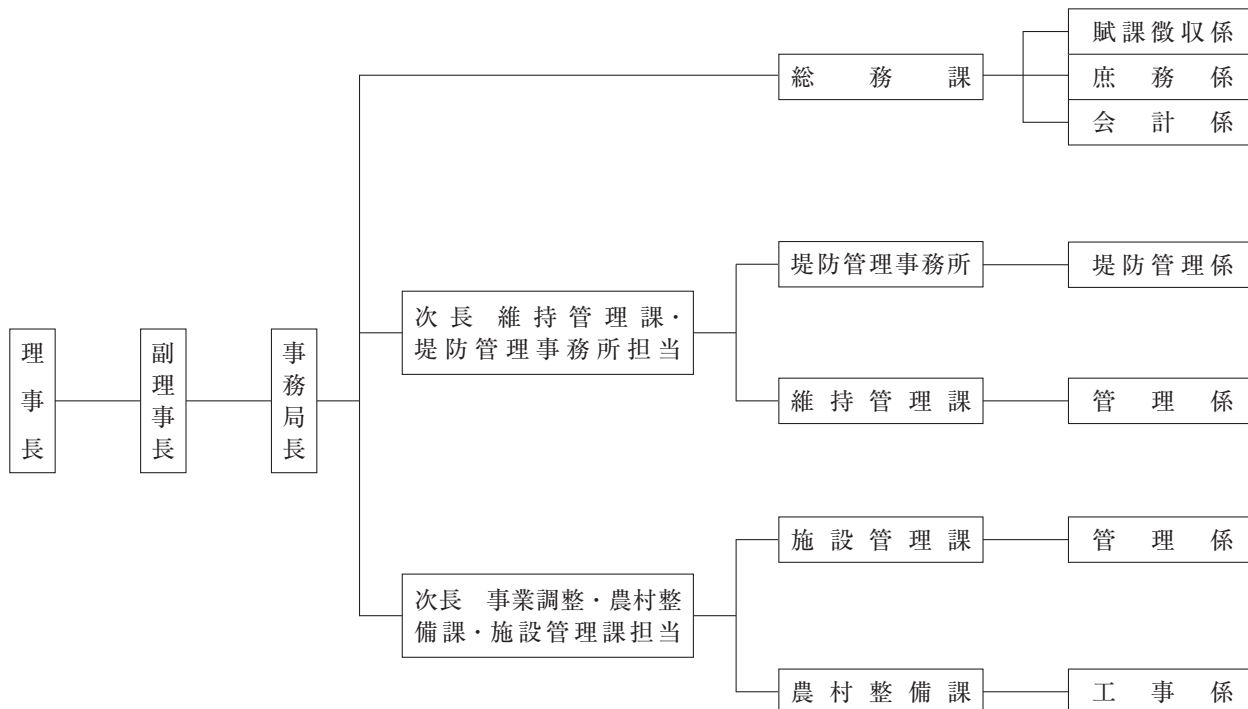 理事長
副理事長
事務局長
総務課
賦課徴収係
庶務係
会計係
次長 維持管理課・
堤防管理事務所担当
堤防管理事務所
堤防管理係
維持管理課
管理係
次長 事業調整・農村整
備課・施設管理課担当
施設管理課
管理係
農村整備課
工事係